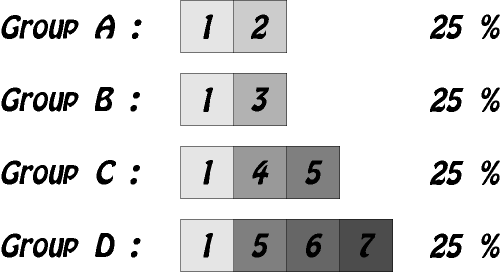 Group A : 1 2 25 %
Group B : 1 3 25 %
Group C : 1 4 5 25 %
Group D : 1 5 6 7 25 %